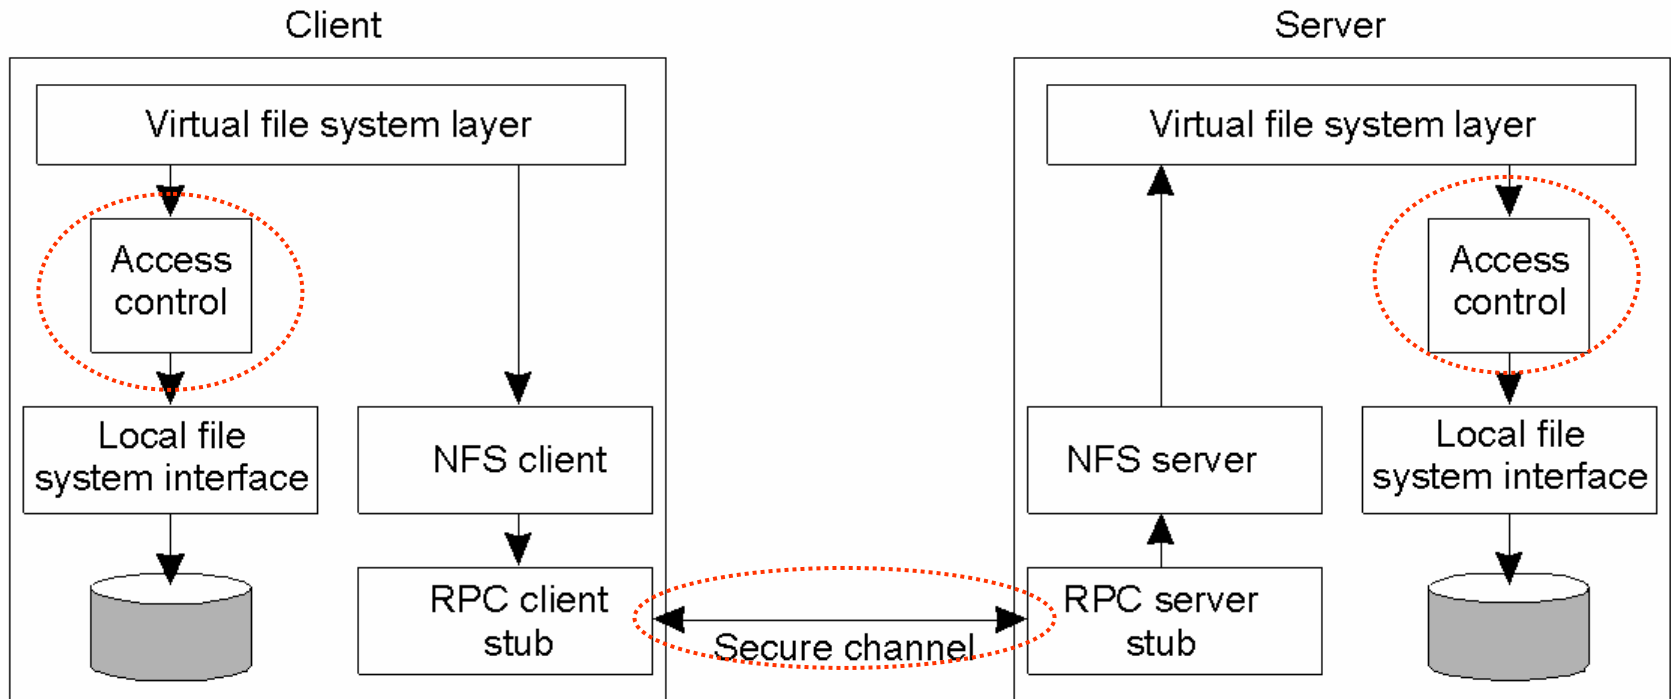 Client
Server
Virtual file system layer
Virtual file system layer
Access
control
Access
control
Local file
system interface
NFS client
NFS server
Local file
system interface
RPC client
stub
Secure channel
RPC server
stub